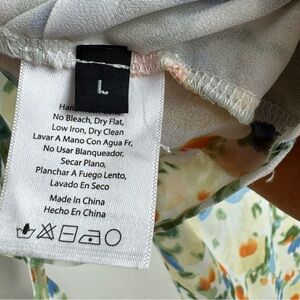 L
Han
No Bleach, Dry Flat,
Low Iron, Dry Clean
Lavar A Mano Con Agua Fr,
No Usar Blanqueador,
Secar Plano,
Planchar A Fuego Lento,
Lavado En Seco
Made In China
Hecho En China